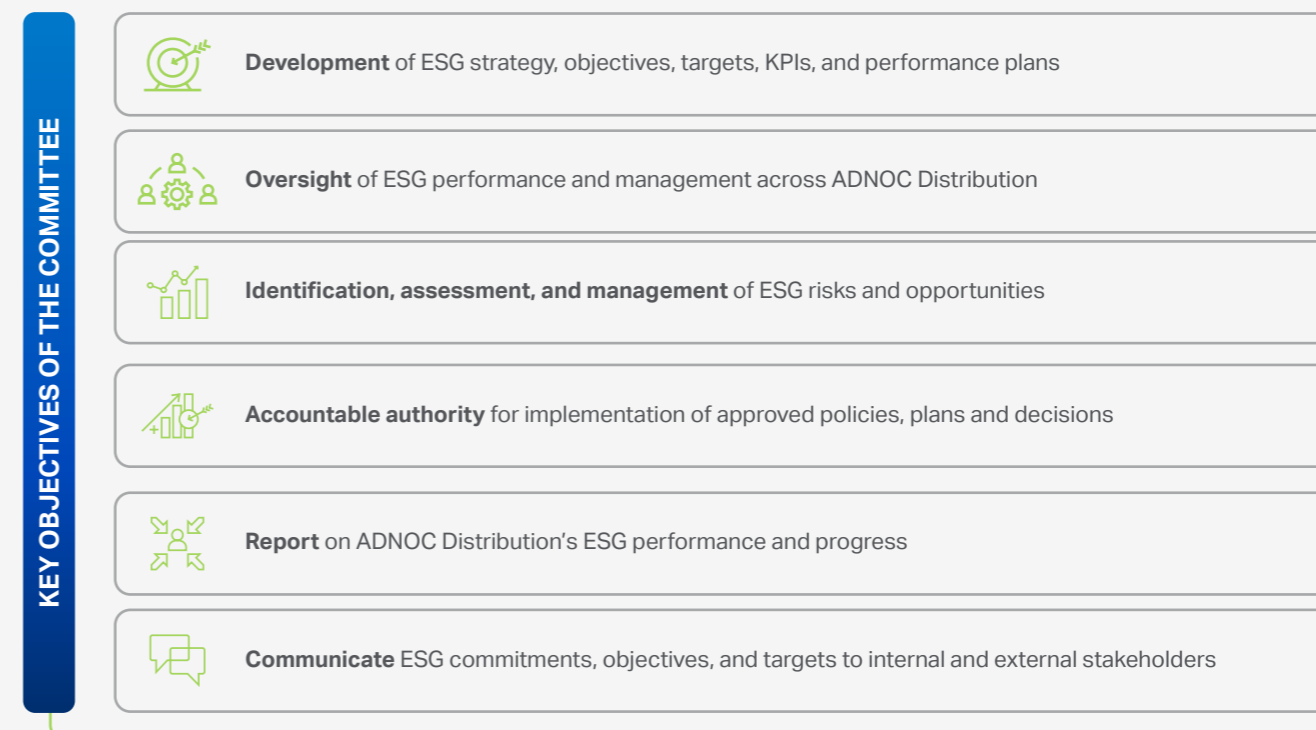 KEY OBJECTIVES OF THE COMMITTEE
Development of ESG strategy, objectives, targets, KPIs, and performance plans
Oversight of ESG performance and management across ADNOC Distribution
Identification, assessment, and management of ESG risks and opportunities
Accountable authority for implementation of approved policies, plans and decisions
Report on ADNOC Distribution's ESG performance and progress
Communicate ESG commitments, objectives, and targets to internal and external stakeholders